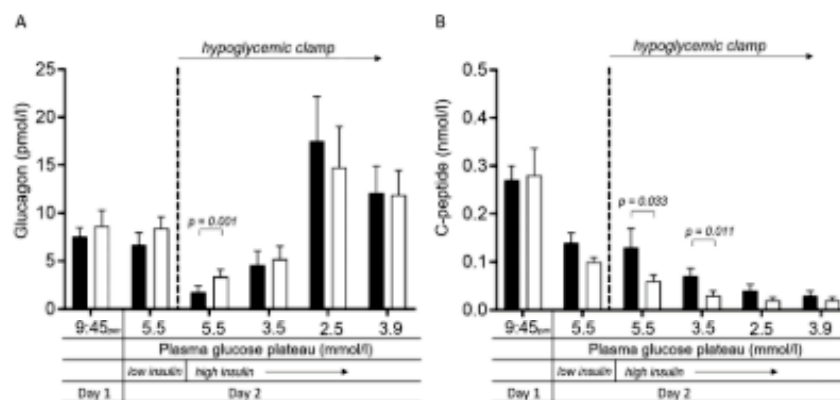 A
hypoglycemic clamp
25
20
15
10
5
0
Glucagon (pmol/l)
p = 0.001
9:45pm 5.5 5.5 3.5 2.5 3.9
Plasma glucose plateau (mmol/l)
low insulin high insulin
Day 1 Day 2
B
hypoglycemic clamp
0.5
0.4
0.3
0.2
0.1
0.0
C-peptide (nmol/l)
p = 0.033
p = 0.011
9:45pm 5.5 5.5 3.5 2.5 3.9
Plasma glucose plateau (mmol/l)
low insulin high insulin
Day 1 Day 2